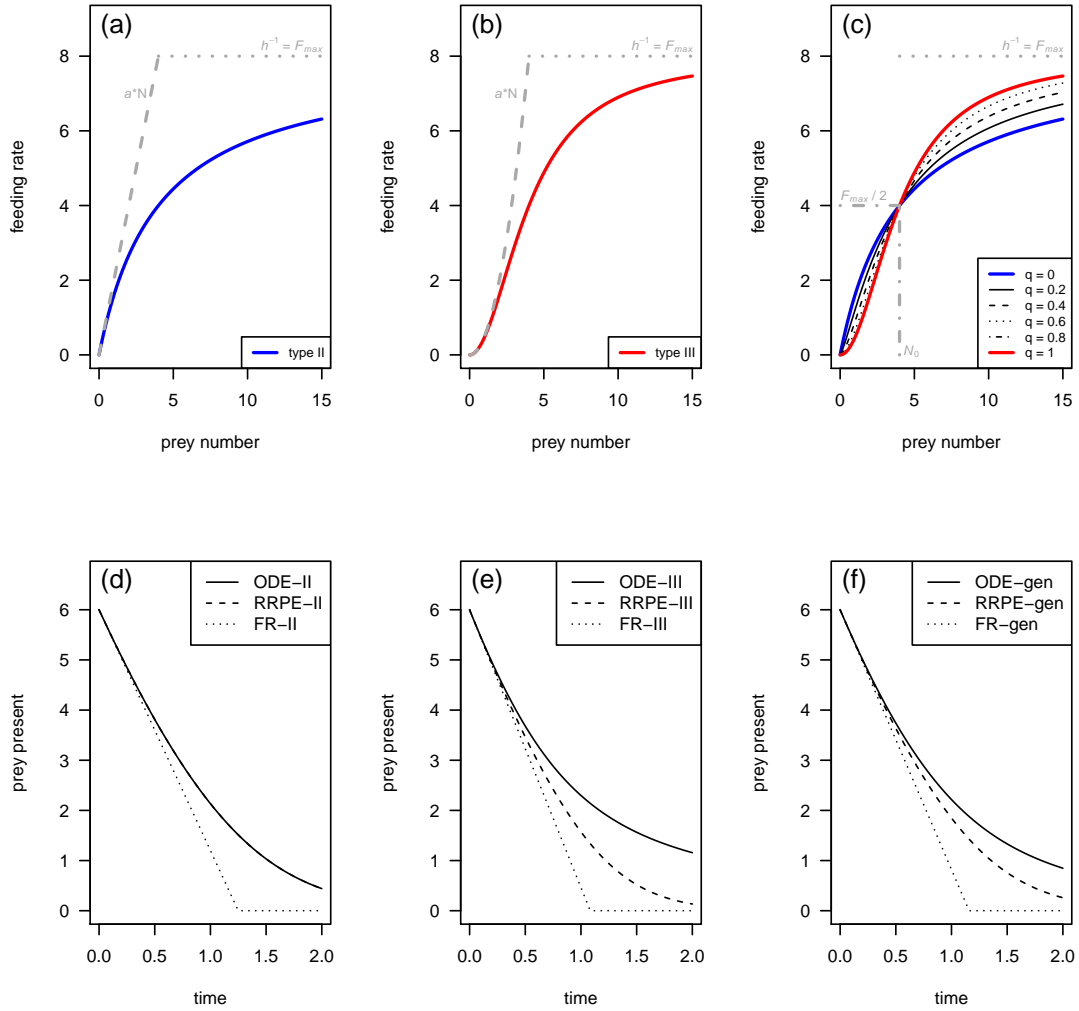 (a)
h⁻¹ = Fmax
a*N
feeding rate
8
6
4
2
0
type II
0 5 10 15
prey number
(b)
h⁻¹ = Fmax
a*N
feeding rate
8
6
4
2
0
type III
0 5 10 15
prey number
(c)
h⁻¹ = Fmax
feeding rate
8
6
4
2
0
Fmax / 2
N₀
q = 0
q = 0.2
q = 0.4
q = 0.6
q = 0.8
q = 1
0 5 10 15
prey number
(d)
ODE−II
RRPE−II
FR−II
prey present
6
5
4
3
2
1
0
0.0 0.5 1.0 1.5 2.0
time
(e)
ODE−III
RRPE−III
FR−III
prey present
6
5
4
3
2
1
0
0.0 0.5 1.0 1.5 2.0
time
(f)
ODE−gen
RRPE−gen
FR−gen
prey present
6
5
4
3
2
1
0
0.0 0.5 1.0 1.5 2.0
time